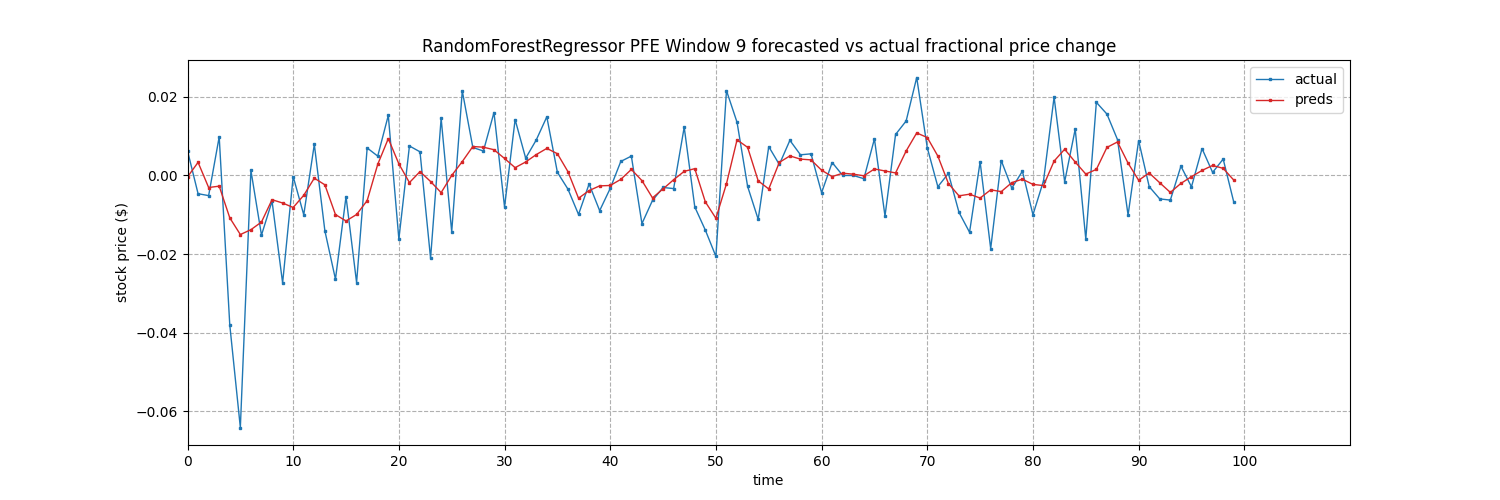 RandomForestRegressor PFE Window 9 forecasted vs actual fractional price change
actual
preds
stock price ($)
0.02
0.00
−0.02
−0.04
−0.06
0 10 20 30 40 50 60 70 80 90 100
time